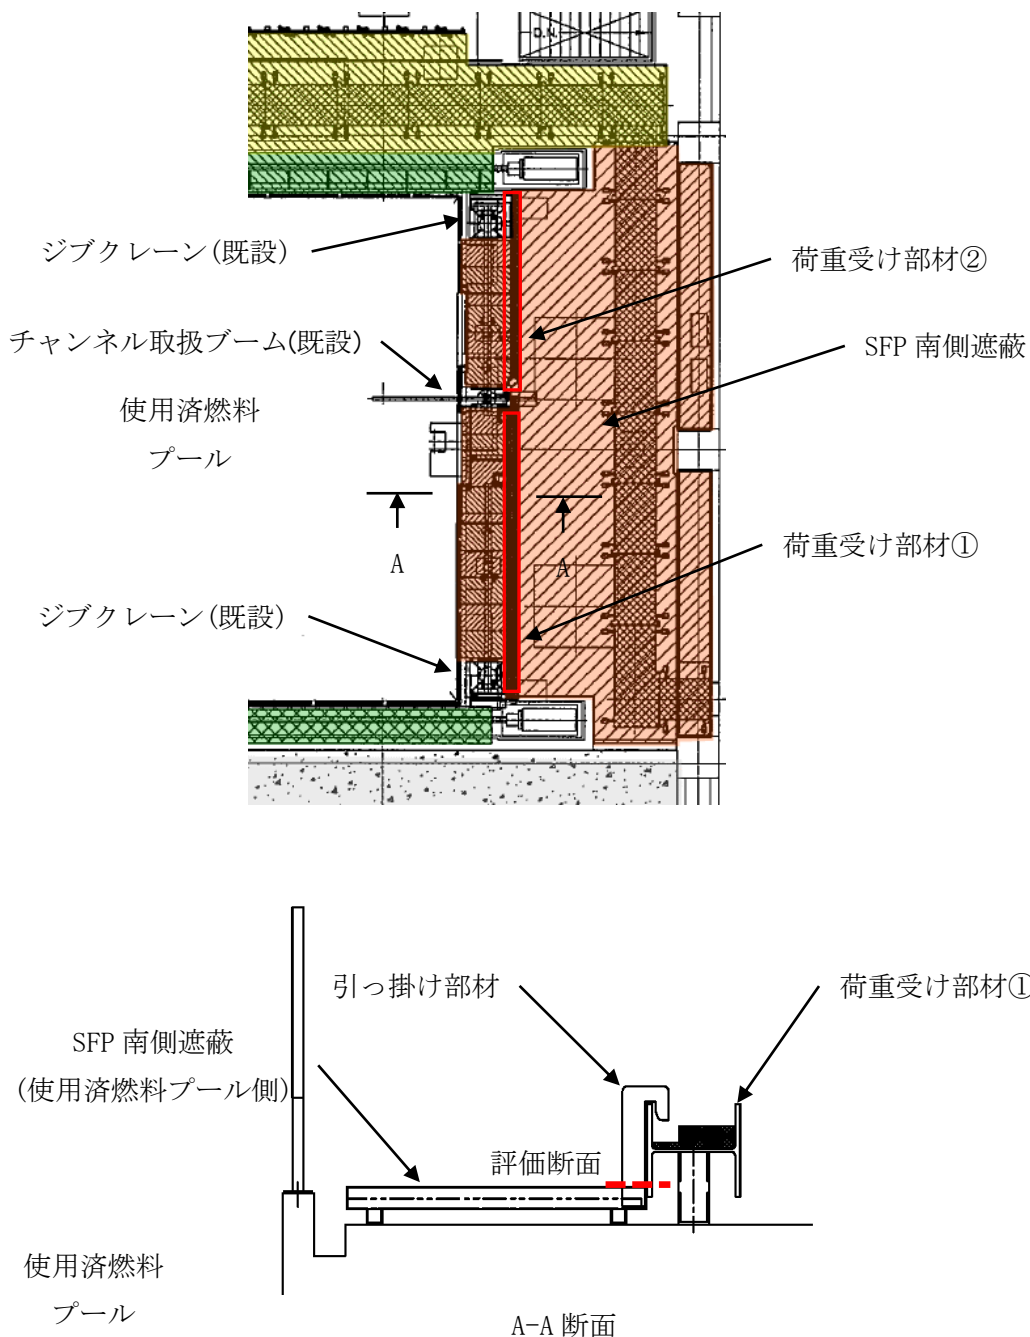 D.N.
ジブクレーン(既設)
荷重受け部材②
チャンネル取扱ブーム(既設)
SFP 南側遮蔽
使用済燃料
プール
A
A
荷重受け部材①
ジブクレーン(既設)
引っ掛け部材
荷重受け部材①
SFP 南側遮蔽
(使用済燃料プール側)
評価断面
使用済燃料
プール
A-A 断面